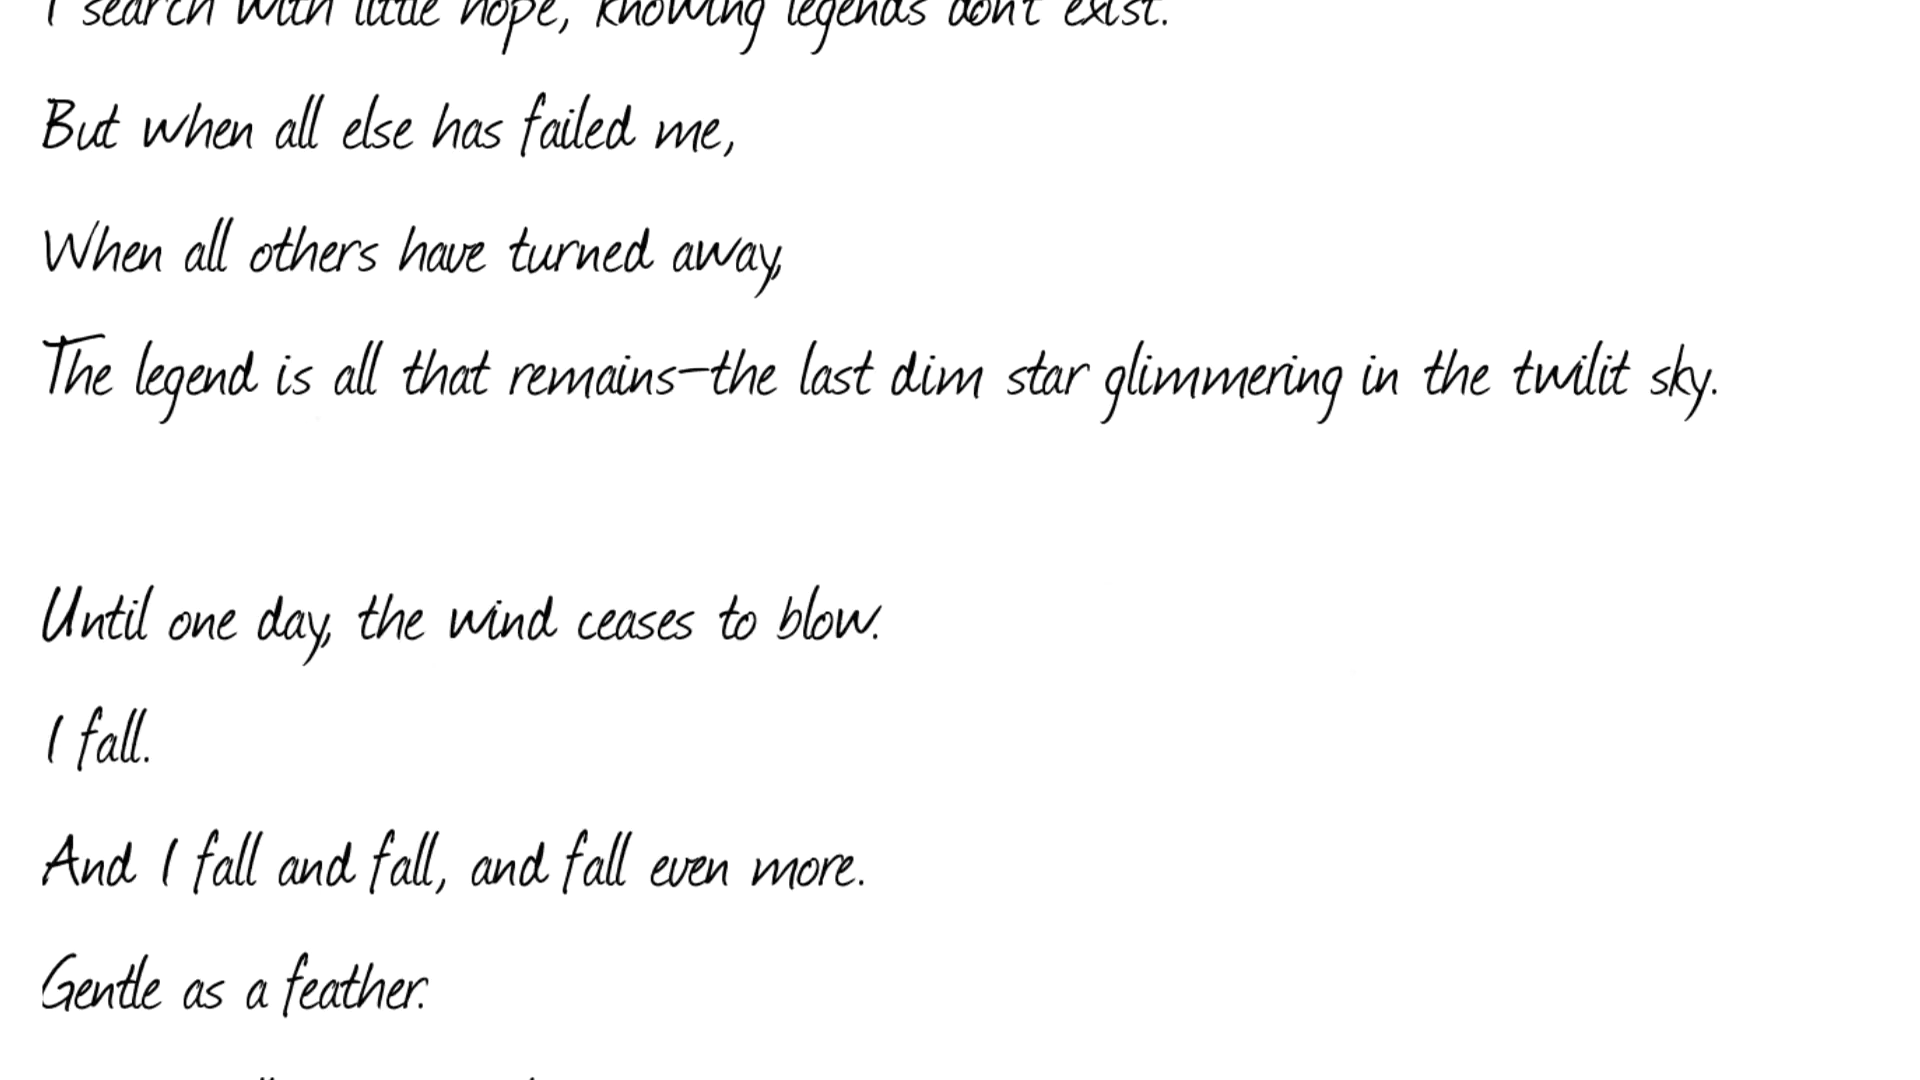 I search with little hope, knowing legends don't exist.
But when all else has failed me,
When all others have turned away,
The legend is all that remains—the last dim star glimmering in the twilit sky.
Until one day, the wind ceases to blow.
I fall.
And I fall and fall, and fall even more.
Gentle as a feather.